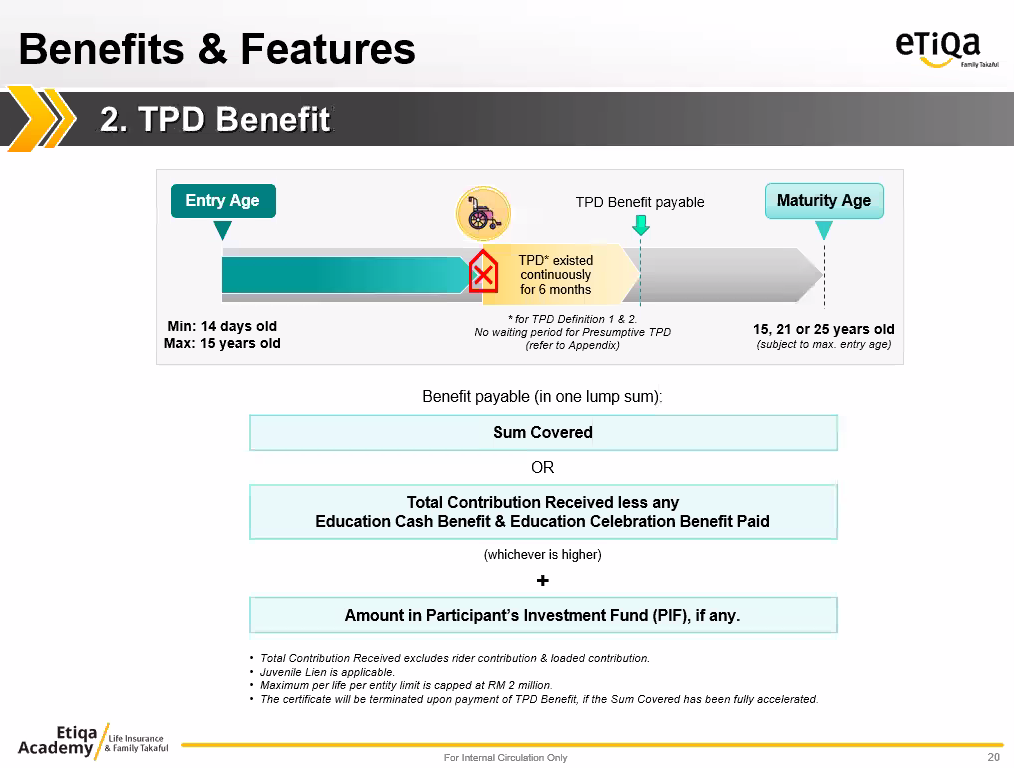 Benefits & Features
eTiQa
Family Takaful
2. TPD Benefit
Entry Age
TPD Benefit payable
Maturity Age
TPD* existed
continuously
for 6 months
Min: 14 days old
Max: 15 years old
* for TPD Definition 1 & 2.
No waiting period for Presumptive TPD
(refer to Appendix)
15, 21 or 25 years old
(subject to max. entry age)
Benefit payable (in one lump sum):
Sum Covered
OR
Total Contribution Received less any
Education Cash Benefit & Education Celebration Benefit Paid
(whichever is higher)
+
Amount in Participant’s Investment Fund (PIF), if any.
• Total Contribution Received excludes rider contribution & loaded contribution.
• Juvenile Lien is applicable.
• Maximum per life per entity limit is capped at RM 2 million.
• The certificate will be terminated upon payment of TPD Benefit, if the Sum Covered has been fully accelerated.
Etiqa
Academy
Life Insurance
& Family Takaful
For Internal Circulation Only
20